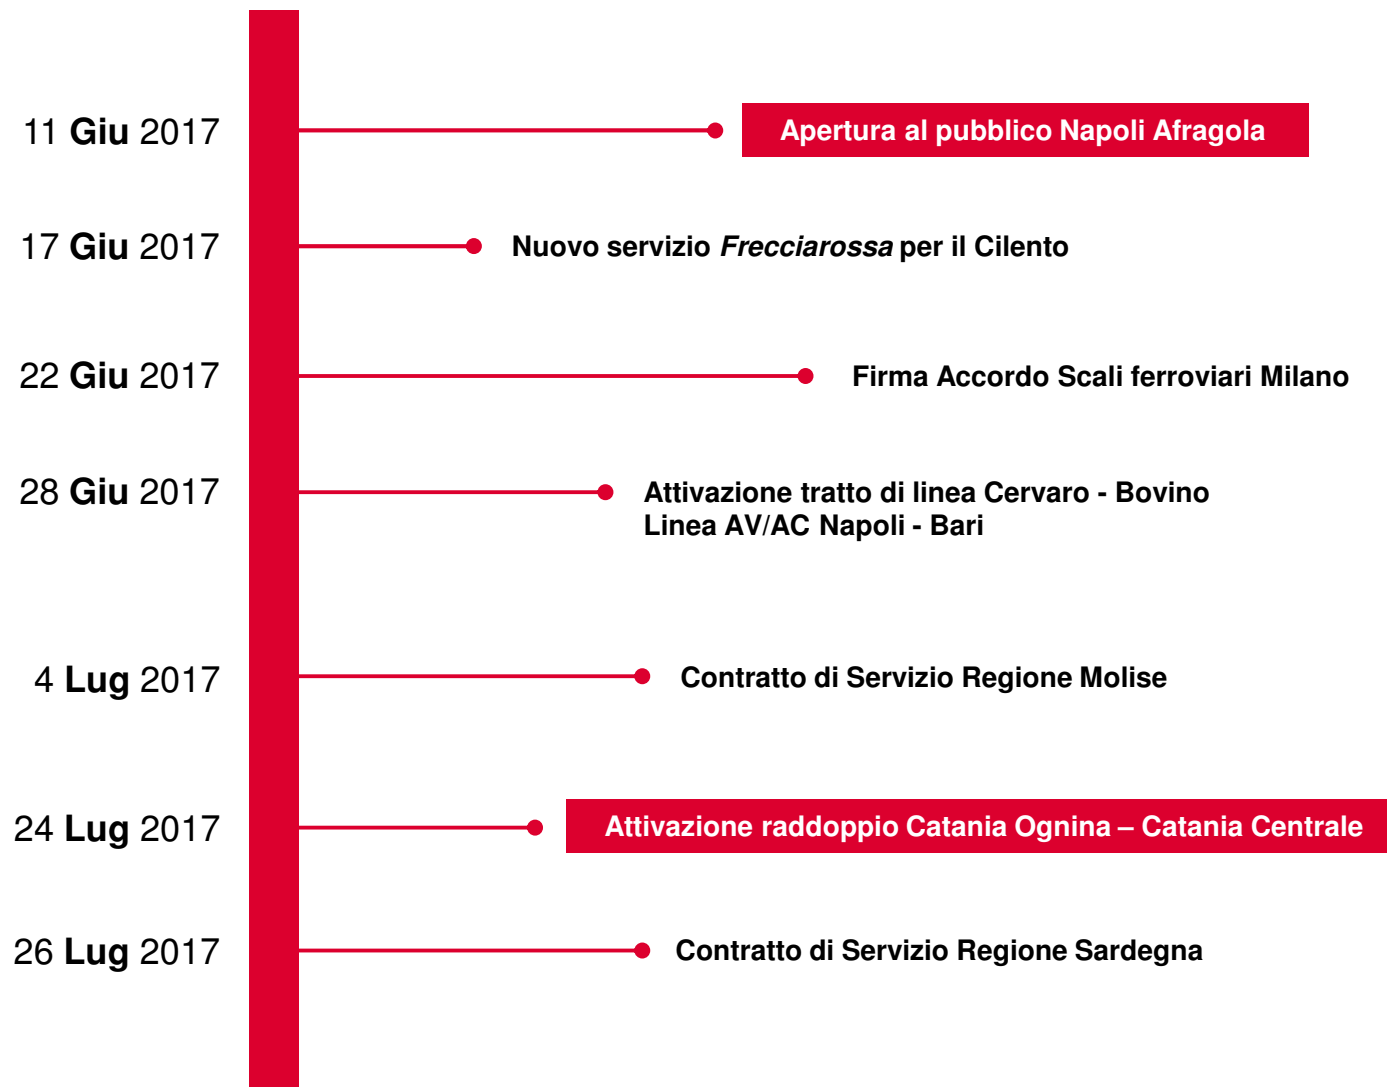 11 Giu 2017
Apertura al pubblico Napoli Afragola
17 Giu 2017
Nuovo servizio Frecciarossa per il Cilento
22 Giu 2017
Firma Accordo Scali ferroviari Milano
28 Giu 2017
Attivazione tratto di linea Cervaro - Bovino
Linea AV/AC Napoli - Bari
4 Lug 2017
Contratto di Servizio Regione Molise
24 Lug 2017
Attivazione raddoppio Catania Ognina – Catania Centrale
26 Lug 2017
Contratto di Servizio Regione Sardegna